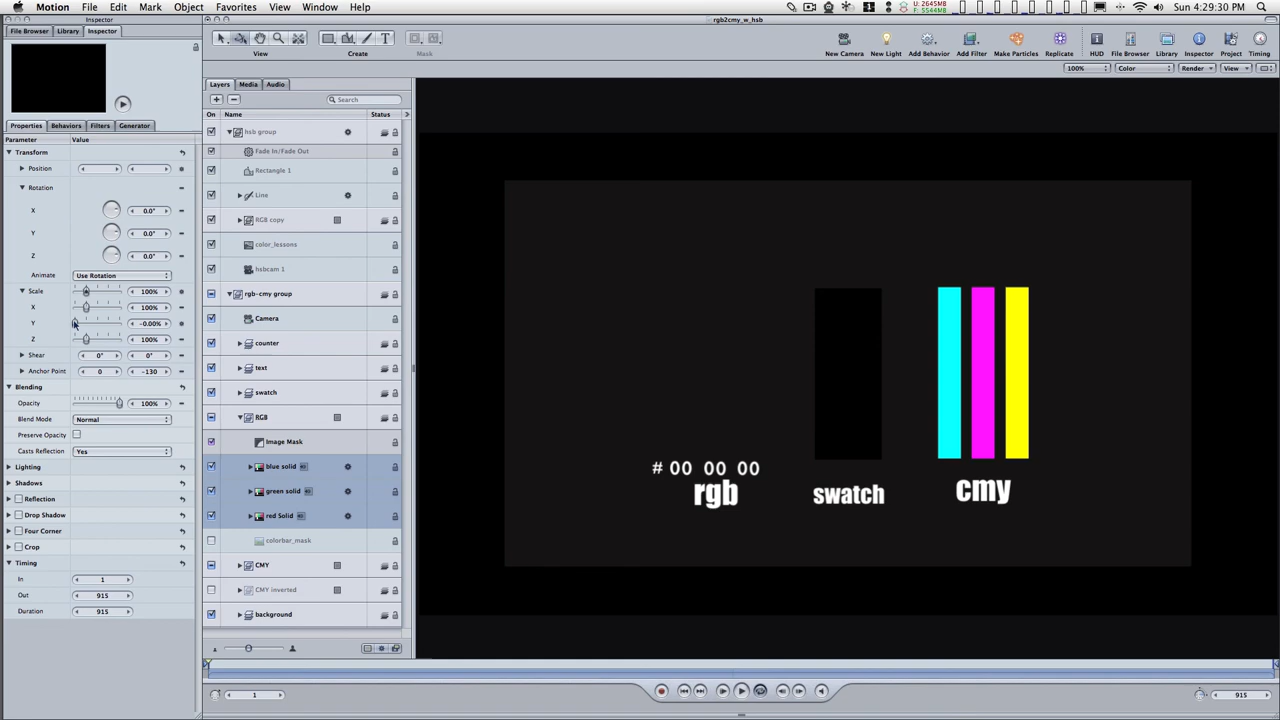 Motion File Edit Mark Object Favorites View Window Help
U: 2645MB
F: 5544MB
Sun 4:29:30 PM
Inspector
rgb2cmy_w_hsb
File Browser Library Inspector
View Create Mask
New Camera New Light Add Behavior Add Filter Make Particles Replicate HUD File Browser Library Inspector Project Timing
100% Color Render View
Layers Media Audio
Search
On Name Status
Properties Behaviors Filters Generator
Parameter Value
Transform
Position
Rotation
X 0.0°
Y 0.0°
Z 0.0°
Animate Use Rotation
Scale 100%
X 100%
Y -0.00%
Z 100%
Shear 0° 0°
Anchor Point 0 -130
Blending
Opacity 100%
Blend Mode Normal
Preserve Opacity
Casts Reflection Yes
Lighting
Shadows
Reflection
Drop Shadow
Four Corner
Crop
Timing
In 1
Out 915
Duration 915
hsb group
Fade In/Fade Out
Rectangle 1
Line
RGB copy
color_lessons
hsbcam 1
rgb-cmy group
Camera
counter
text
swatch
RGB
Image Mask
blue solid
green solid
red Solid
colorbar_mask
CMY
CMY inverted
background
# 00 00 00
rgb swatch cmy
1 915